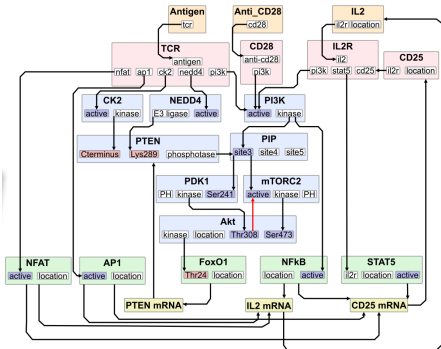 Antigen
tcr
Anti_CD28
cd28
IL2
il2r location
TCR
antigen
nfat ap1 ck2 nedd4 pi3k
CD28
anti-cd28
pi3k
IL2R
il2
pi3k stat5 cd25
CD25
il2r location
CK2
active kinase
NEDD4
E3 ligase active
PI3K
active kinase
PTEN
Cterminus Lys289 phosphotase
PIP
site3 site4 site5
PDK1
PH kinase Ser241
mTORC2
active kinase PH
Akt
kinase location Thr308 Ser473
NFAT
active location
AP1
active location
FoxO1
Thr24 location
NFkB
location active
STAT5
il2r location active
PTEN mRNA
IL2 mRNA
CD25 mRNA